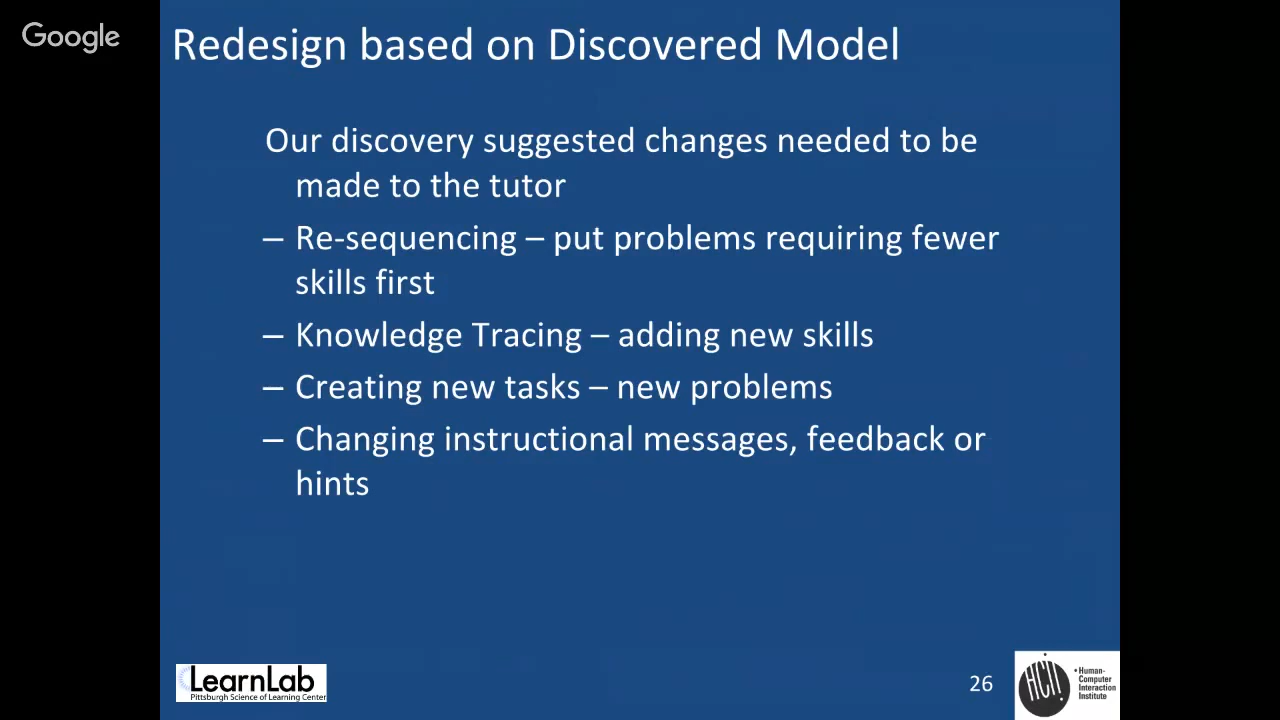 Google
Redesign based on Discovered Model
Our discovery suggested changes needed to be
made to the tutor
– Re-sequencing – put problems requiring fewer
skills first
– Knowledge Tracing – adding new skills
– Creating new tasks – new problems
– Changing instructional messages, feedback or
hints
LearnLab
Pittsburgh Science of Learning Center
26
HCII
• Human-
Computer
Interaction
Institute